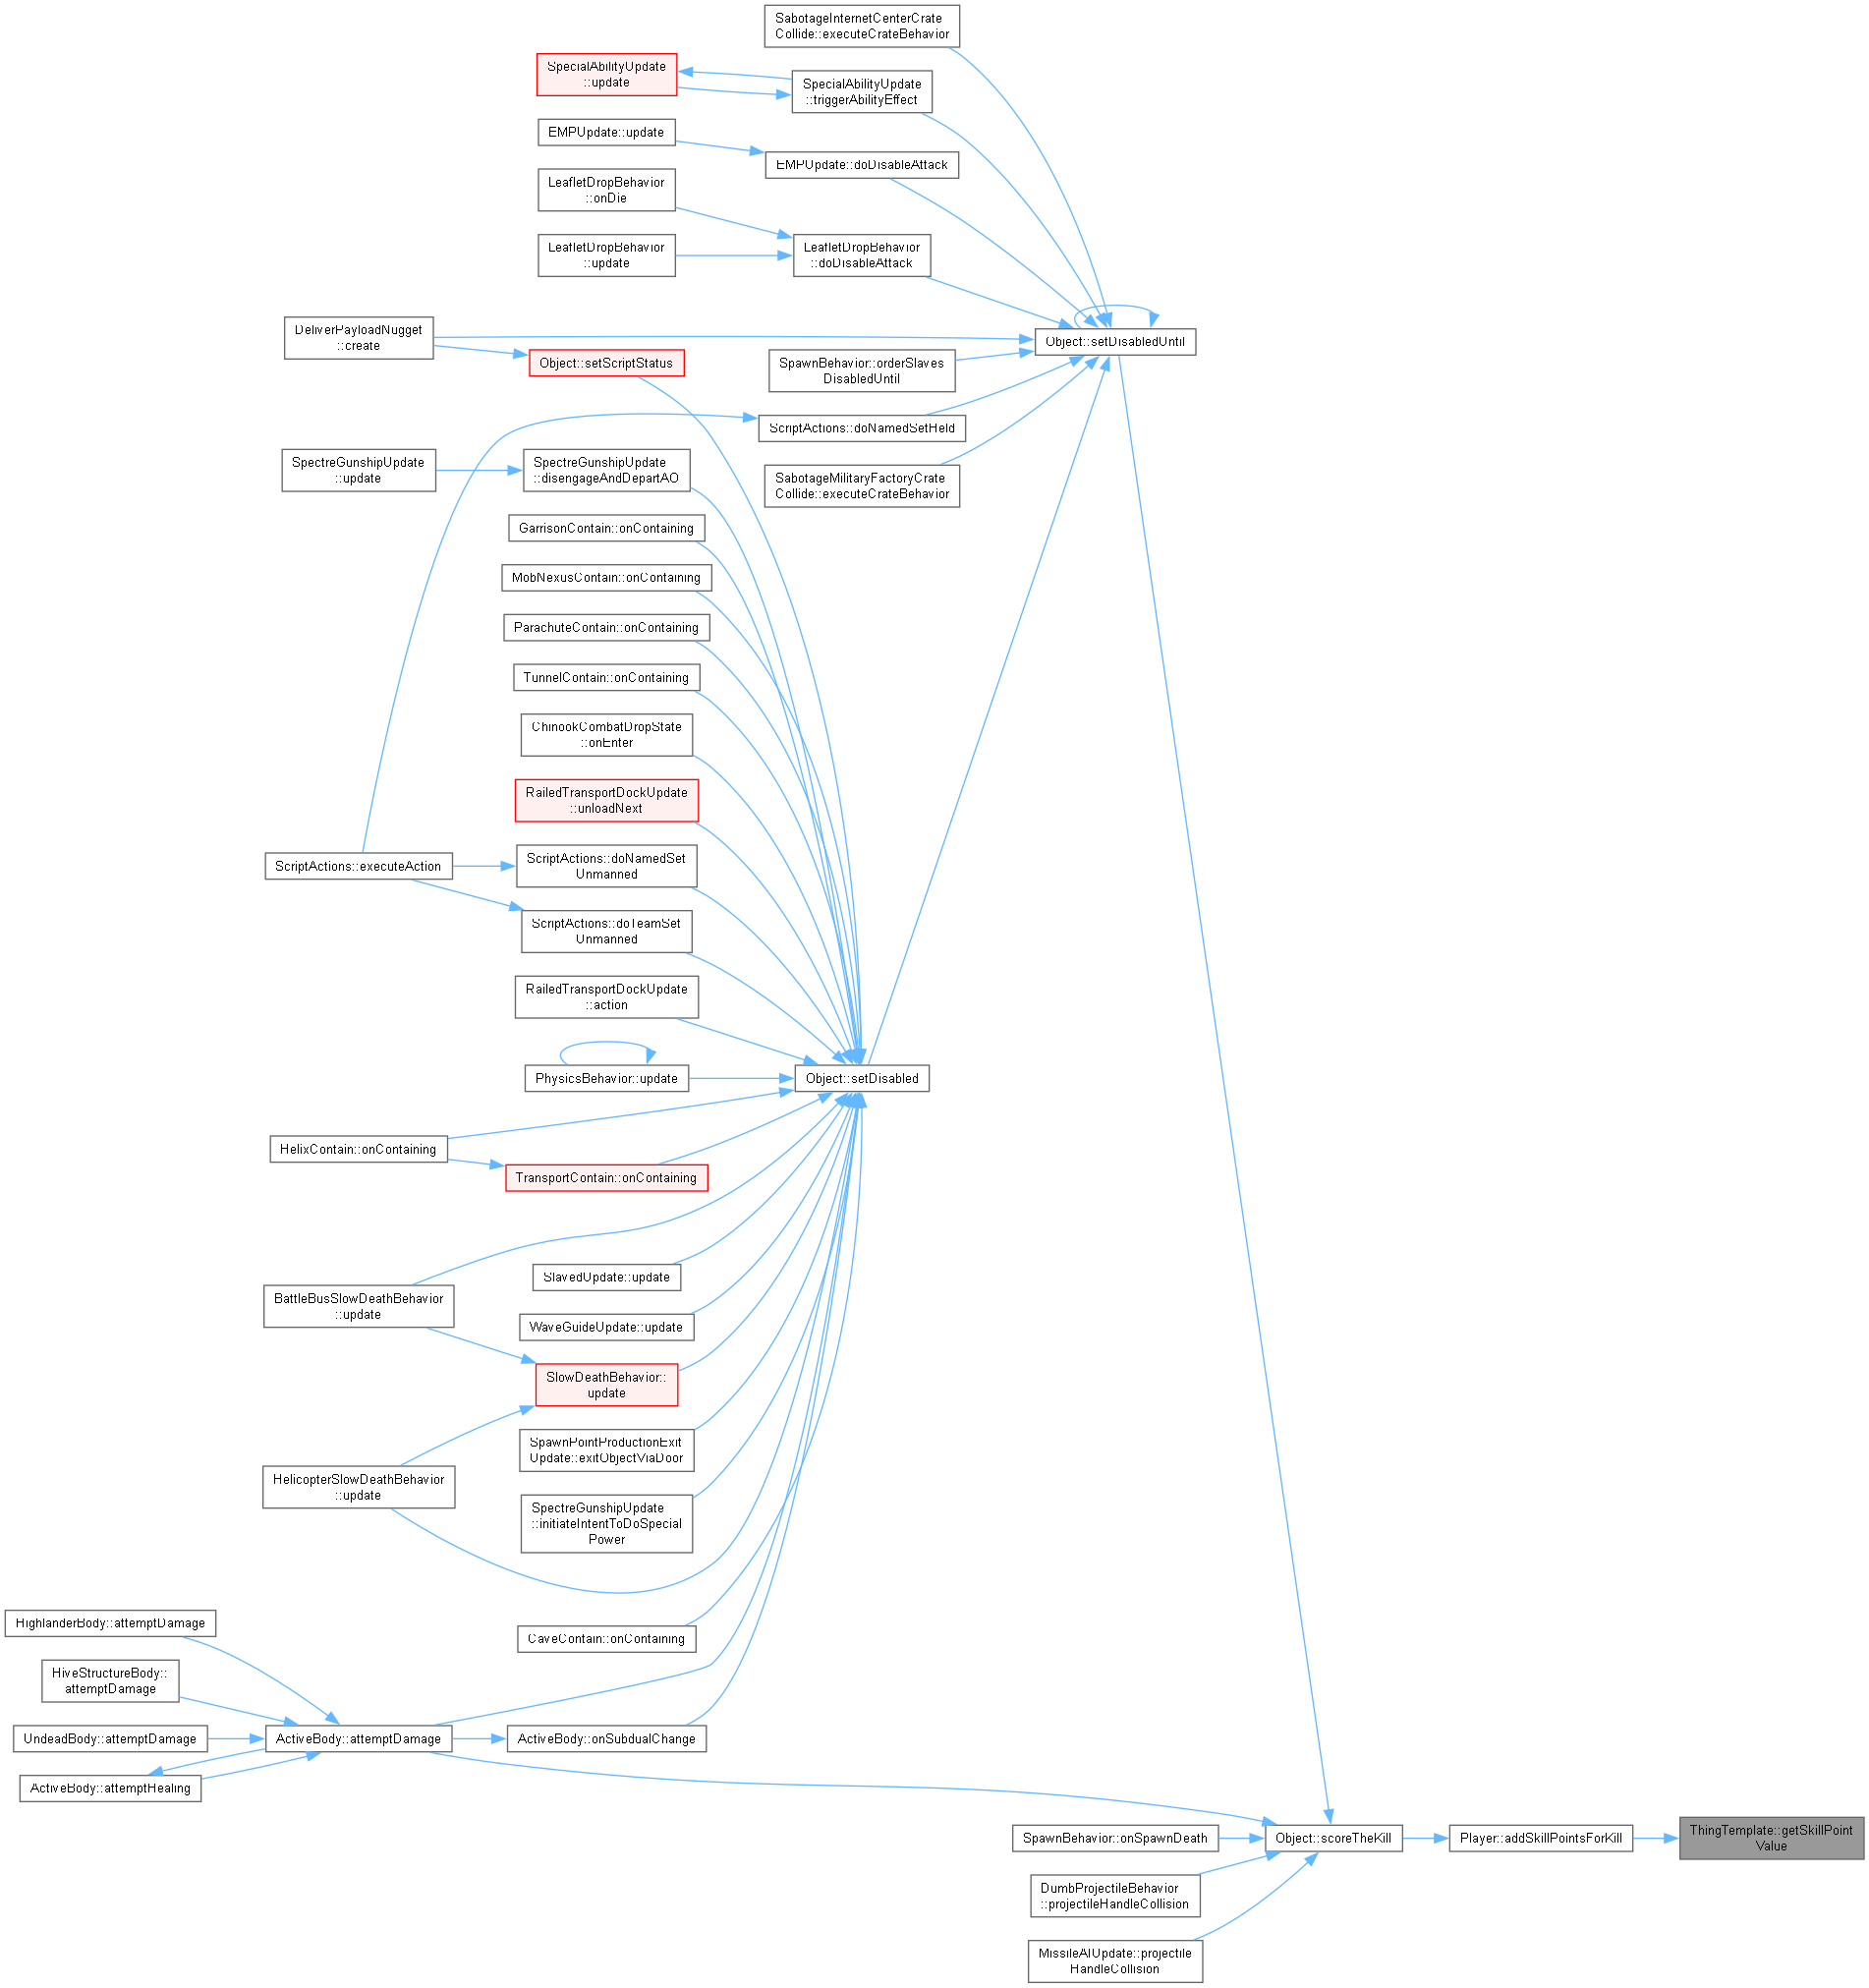 SabotageInternetCenterCrate
Collide::executeCrateBehavior
SpecialAbilityUpdate
::update
SpecialAbilityUpdate
::triggerAbilityEffect
EMPUpdate::update
EMPUpdate::doDisableAttack
LeafletDropBehavior
::onDie
LeafletDropBehavior
::update
LeafletDropBehavior
::doDisableAttack
DeliverPayloadNugget
::create
Object::setScriptStatus
SpawnBehavior::orderSlaves
DisabledUntil
Object::setDisabledUntil
ScriptActions::doNamedSetHeld
SpectreGunshipUpdate
::update
SpectreGunshipUpdate
::disengageAndDepartAO
SabotageMilitaryFactoryCrate
Collide::executeCrateBehavior
GarrisonContain::onContaining
MobNexusContain::onContaining
ParachuteContain::onContaining
TunnelContain::onContaining
ChinookCombatDropState
::onEnter
RailedTransportDockUpdate
::unloadNext
ScriptActions::executeAction
ScriptActions::doNamedSet
Unmanned
ScriptActions::doTeamSet
Unmanned
RailedTransportDockUpdate
::action
PhysicsBehavior::update
Object::setDisabled
HelixContain::onContaining
TransportContain::onContaining
SlavedUpdate::update
BattleBusSlowDeathBehavior
::update
WaveGuideUpdate::update
SlowDeathBehavior::
update
SpawnPointProductionExit
Update::exitObjectViaDoor
HelicopterSlowDeathBehavior
::update
SpectreGunshipUpdate
::initiateIntentToDoSpecial
Power
HighlanderBody::attemptDamage
CaveContain::onContaining
HiveStructureBody::
attemptDamage
UndeadBody::attemptDamage
ActiveBody::attemptDamage
ActiveBody::onSubdualChange
ActiveBody::attemptHealing
SpawnBehavior::onSpawnDeath
Object::scoreTheKill
Player::addSkillPointsForKill
ThingTemplate::getSkillPoint
Value
DumbProjectileBehavior
::projectileHandleCollision
MissileAIUpdate::projectile
HandleCollision